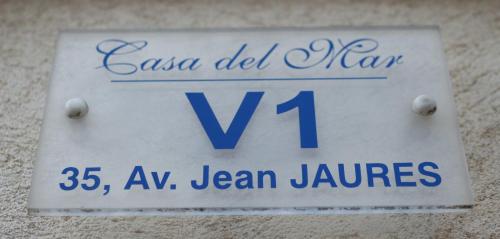 Casa del Mar
V1
35, Av. Jean JAURES